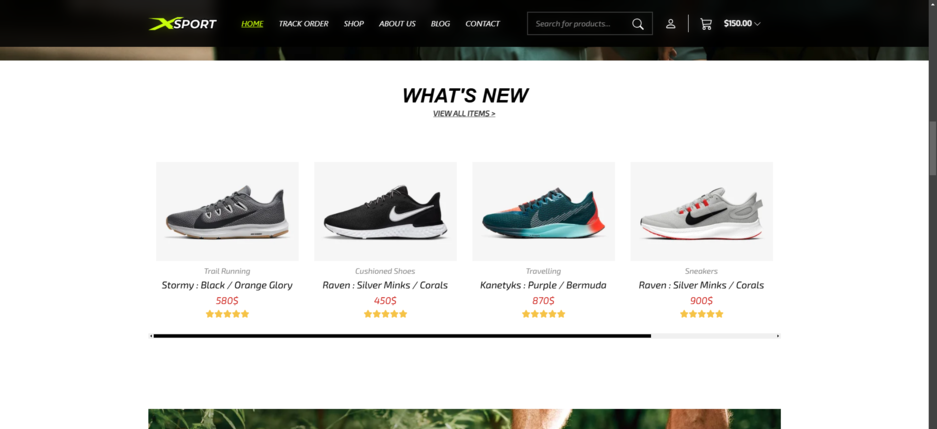 XSPORT
HOME TRACK ORDER SHOP ABOUT US BLOG CONTACT Search for products... $150.00
WHAT'S NEW
VIEW ALL ITEMS >
Trail Running
Stormy : Black / Orange Glory
580$
Cushioned Shoes
Raven : Silver Minks / Corals
450$
Travelling
Kanetyks : Purple / Bermuda
870$
Sneakers
Raven : Silver Minks / Corals
900$